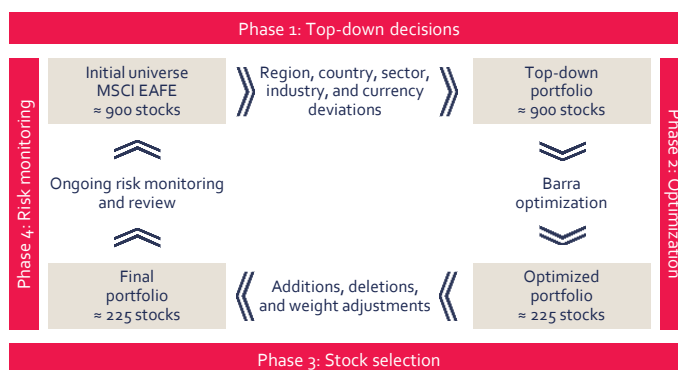 Phase 1: Top-down decisions
Initial universe
MSCI EAFE
≈ 900 stocks
Region, country, sector,
industry, and currency
deviations
Top-down
portfolio
≈ 900 stocks
Phase 4: Risk monitoring
Phase 2: Optimization
Ongoing risk monitoring
and review
Barra
optimization
Final
portfolio
≈ 225 stocks
Additions, deletions,
and weight adjustments
Optimized
portfolio
≈ 225 stocks
Phase 3: Stock selection